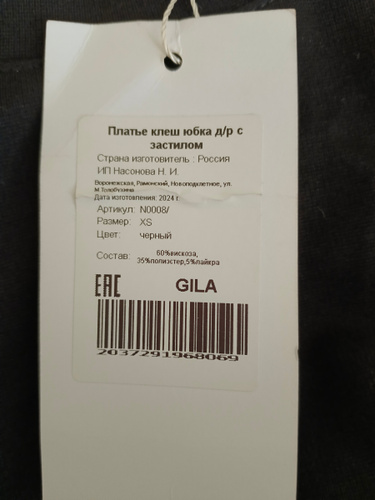 Платье клеш юбка д/р с
застилом
Страна изготовитель : Россия
ИП Насонова Н. И.
Воронежская, Рамонский, Новоподклетное, ул.
М.
Дата изготовления: 2024 г.
Артикул: N0008/
Размер: XS
Цвет: черный
Состав: 60%вискоза,
35%полиэстер,5%лайкра
EAC GILA
2037291968069